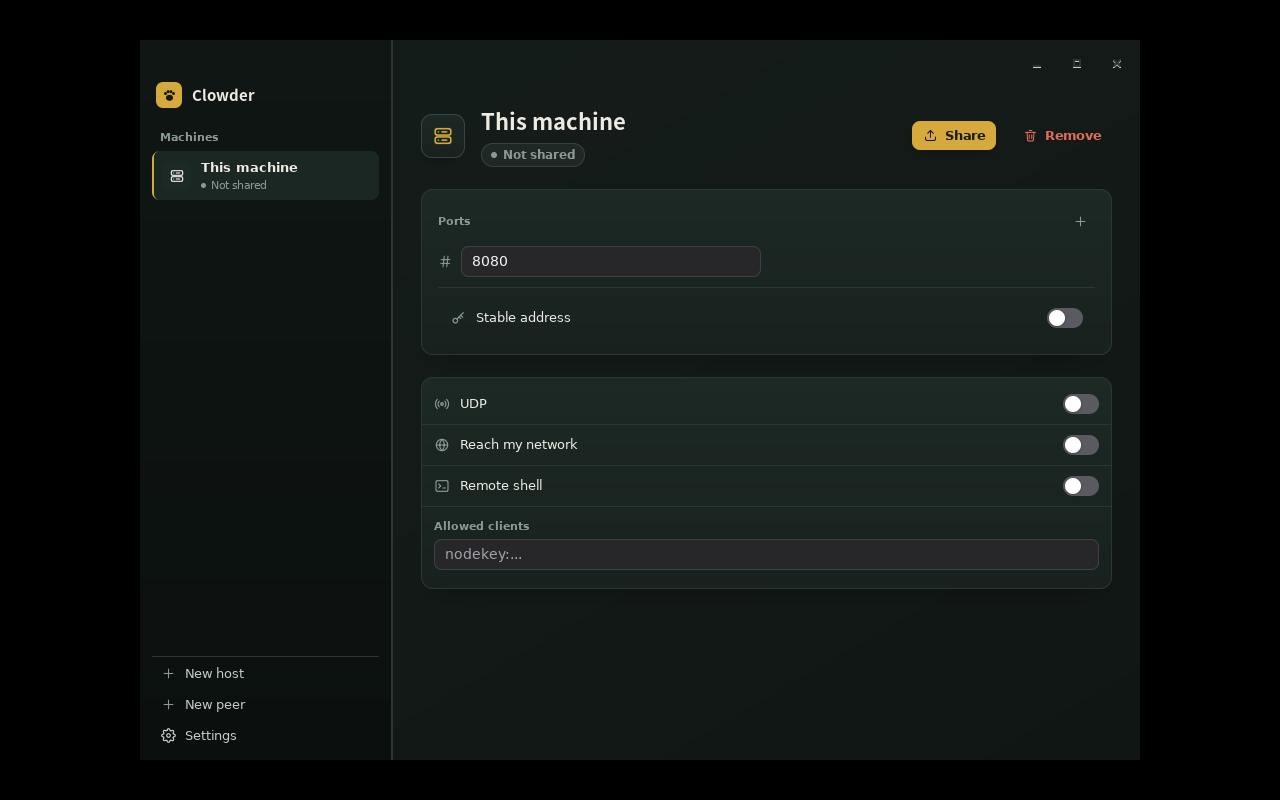 Clowder
Machines
This machine
Not shared
New host
New peer
Settings
This machine
Not shared
Share
Remove
Ports
8080
Stable address
UDP
Reach my network
Remote shell
Allowed clients
nodekey:...